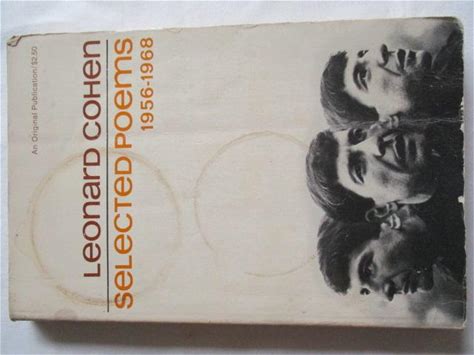 An Original Publication/$2.50
Leonard Cohen
Selected Poems
1956-1968